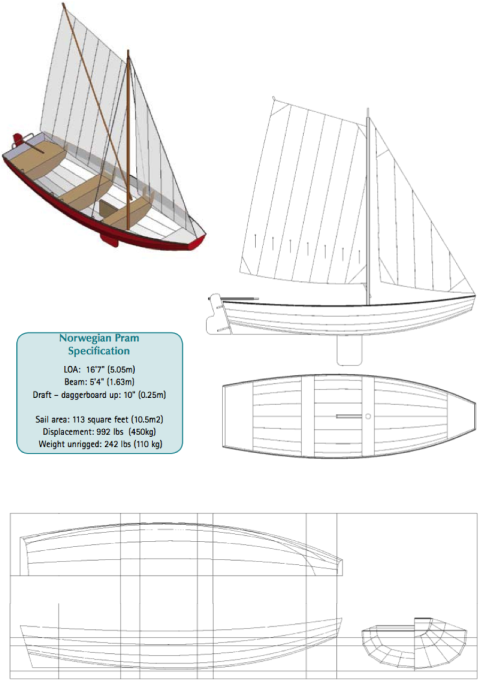 Norwegian Pram
Specification
LOA: 16'7" (5.05m)
Beam: 5'4" (1.63m)
Draft – daggerboard up: 10" (0.25m)
Sail area: 113 square feet (10.5m2)
Displacement: 992 lbs (450kg)
Weight unrigged: 242 lbs (110 kg)